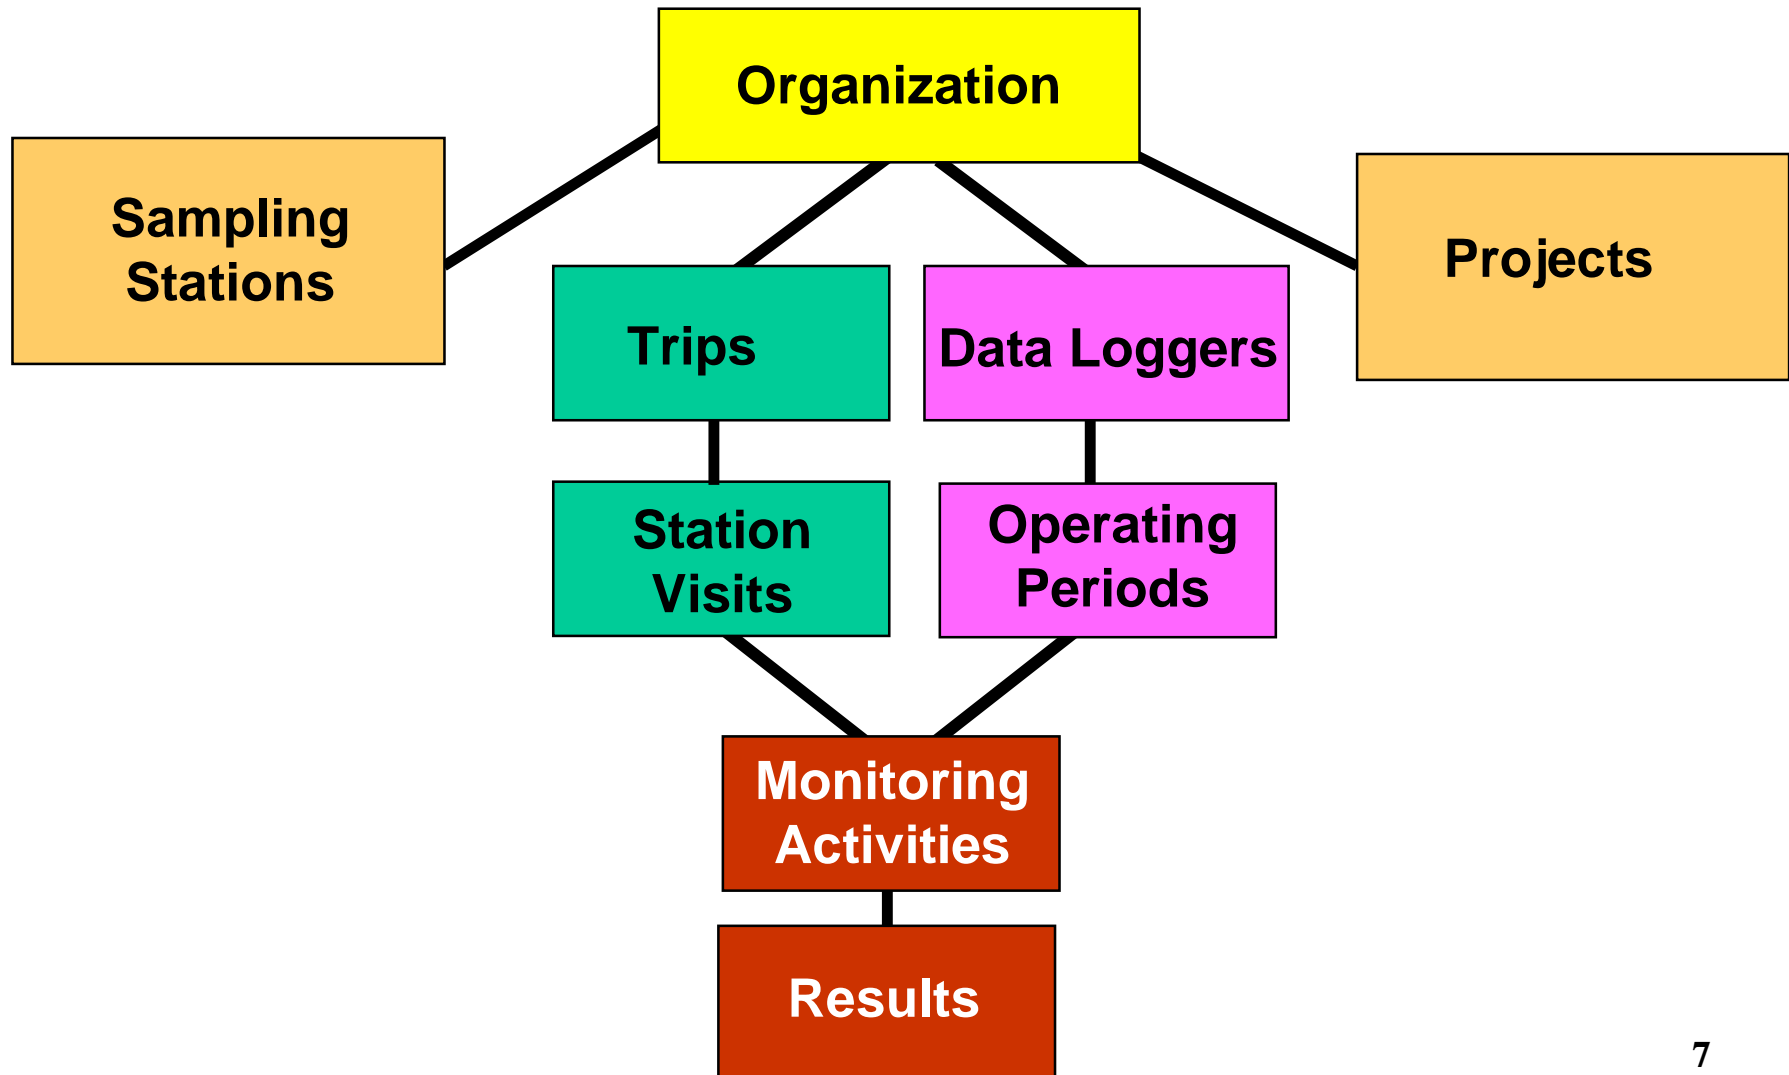 Organization
Sampling
Stations
Projects
Trips
Data Loggers
Station
Visits
Operating
Periods
Monitoring
Activities
Results
7